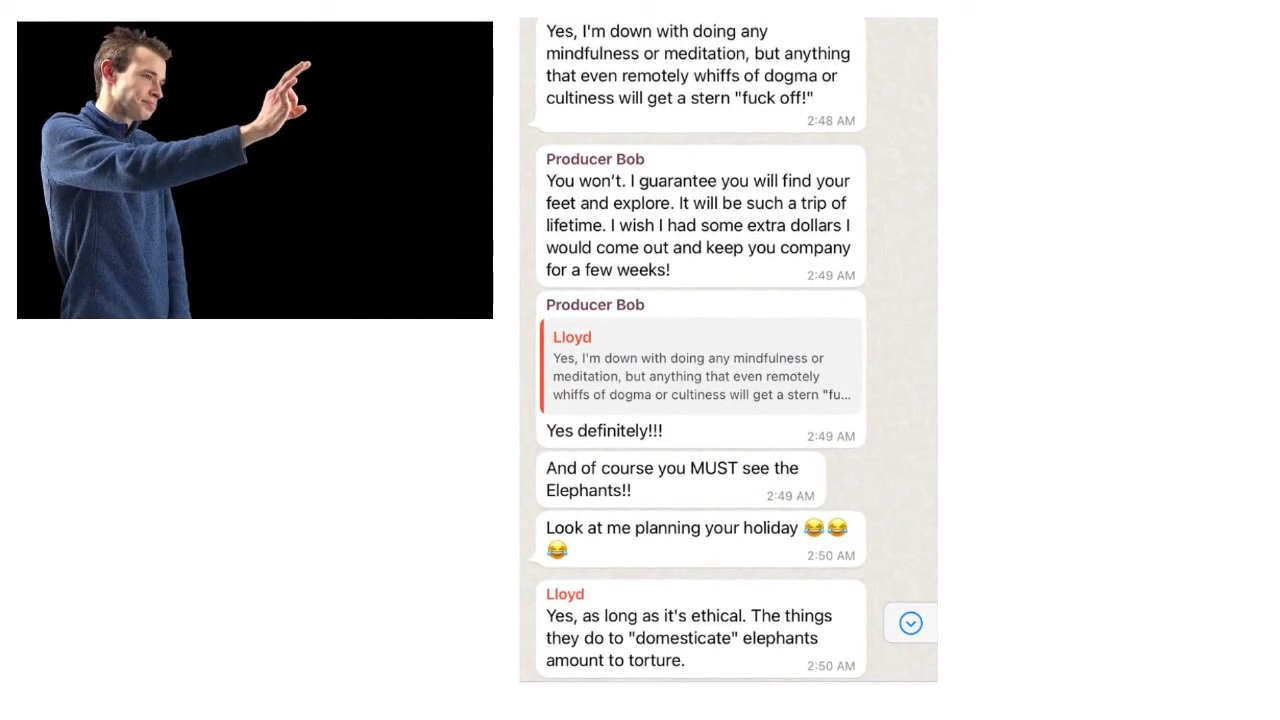 Yes, I'm down with doing any
mindfulness or meditation, but anything
that even remotely whiffs of dogma or
cultiness will get a stern "fuck off!"
2:48 AM
Producer Bob
You won't. I guarantee you will find your
feet and explore. It will be such a trip of
lifetime. I wish I had some extra dollars I
would come out and keep you company
for a few weeks!
2:49 AM
Producer Bob
Lloyd
Yes, I'm down with doing any mindfulness or
meditation, but anything that even remotely
whiffs of dogma or cultiness will get a stern "fu...
Yes definitely!!!
2:49 AM
And of course you MUST see the
Elephants!!
2:49 AM
Look at me planning your holiday 😂😂
😂
2:50 AM
Lloyd
Yes, as long as it's ethical. The things
they do to "domesticate" elephants
amount to torture.
2:50 AM